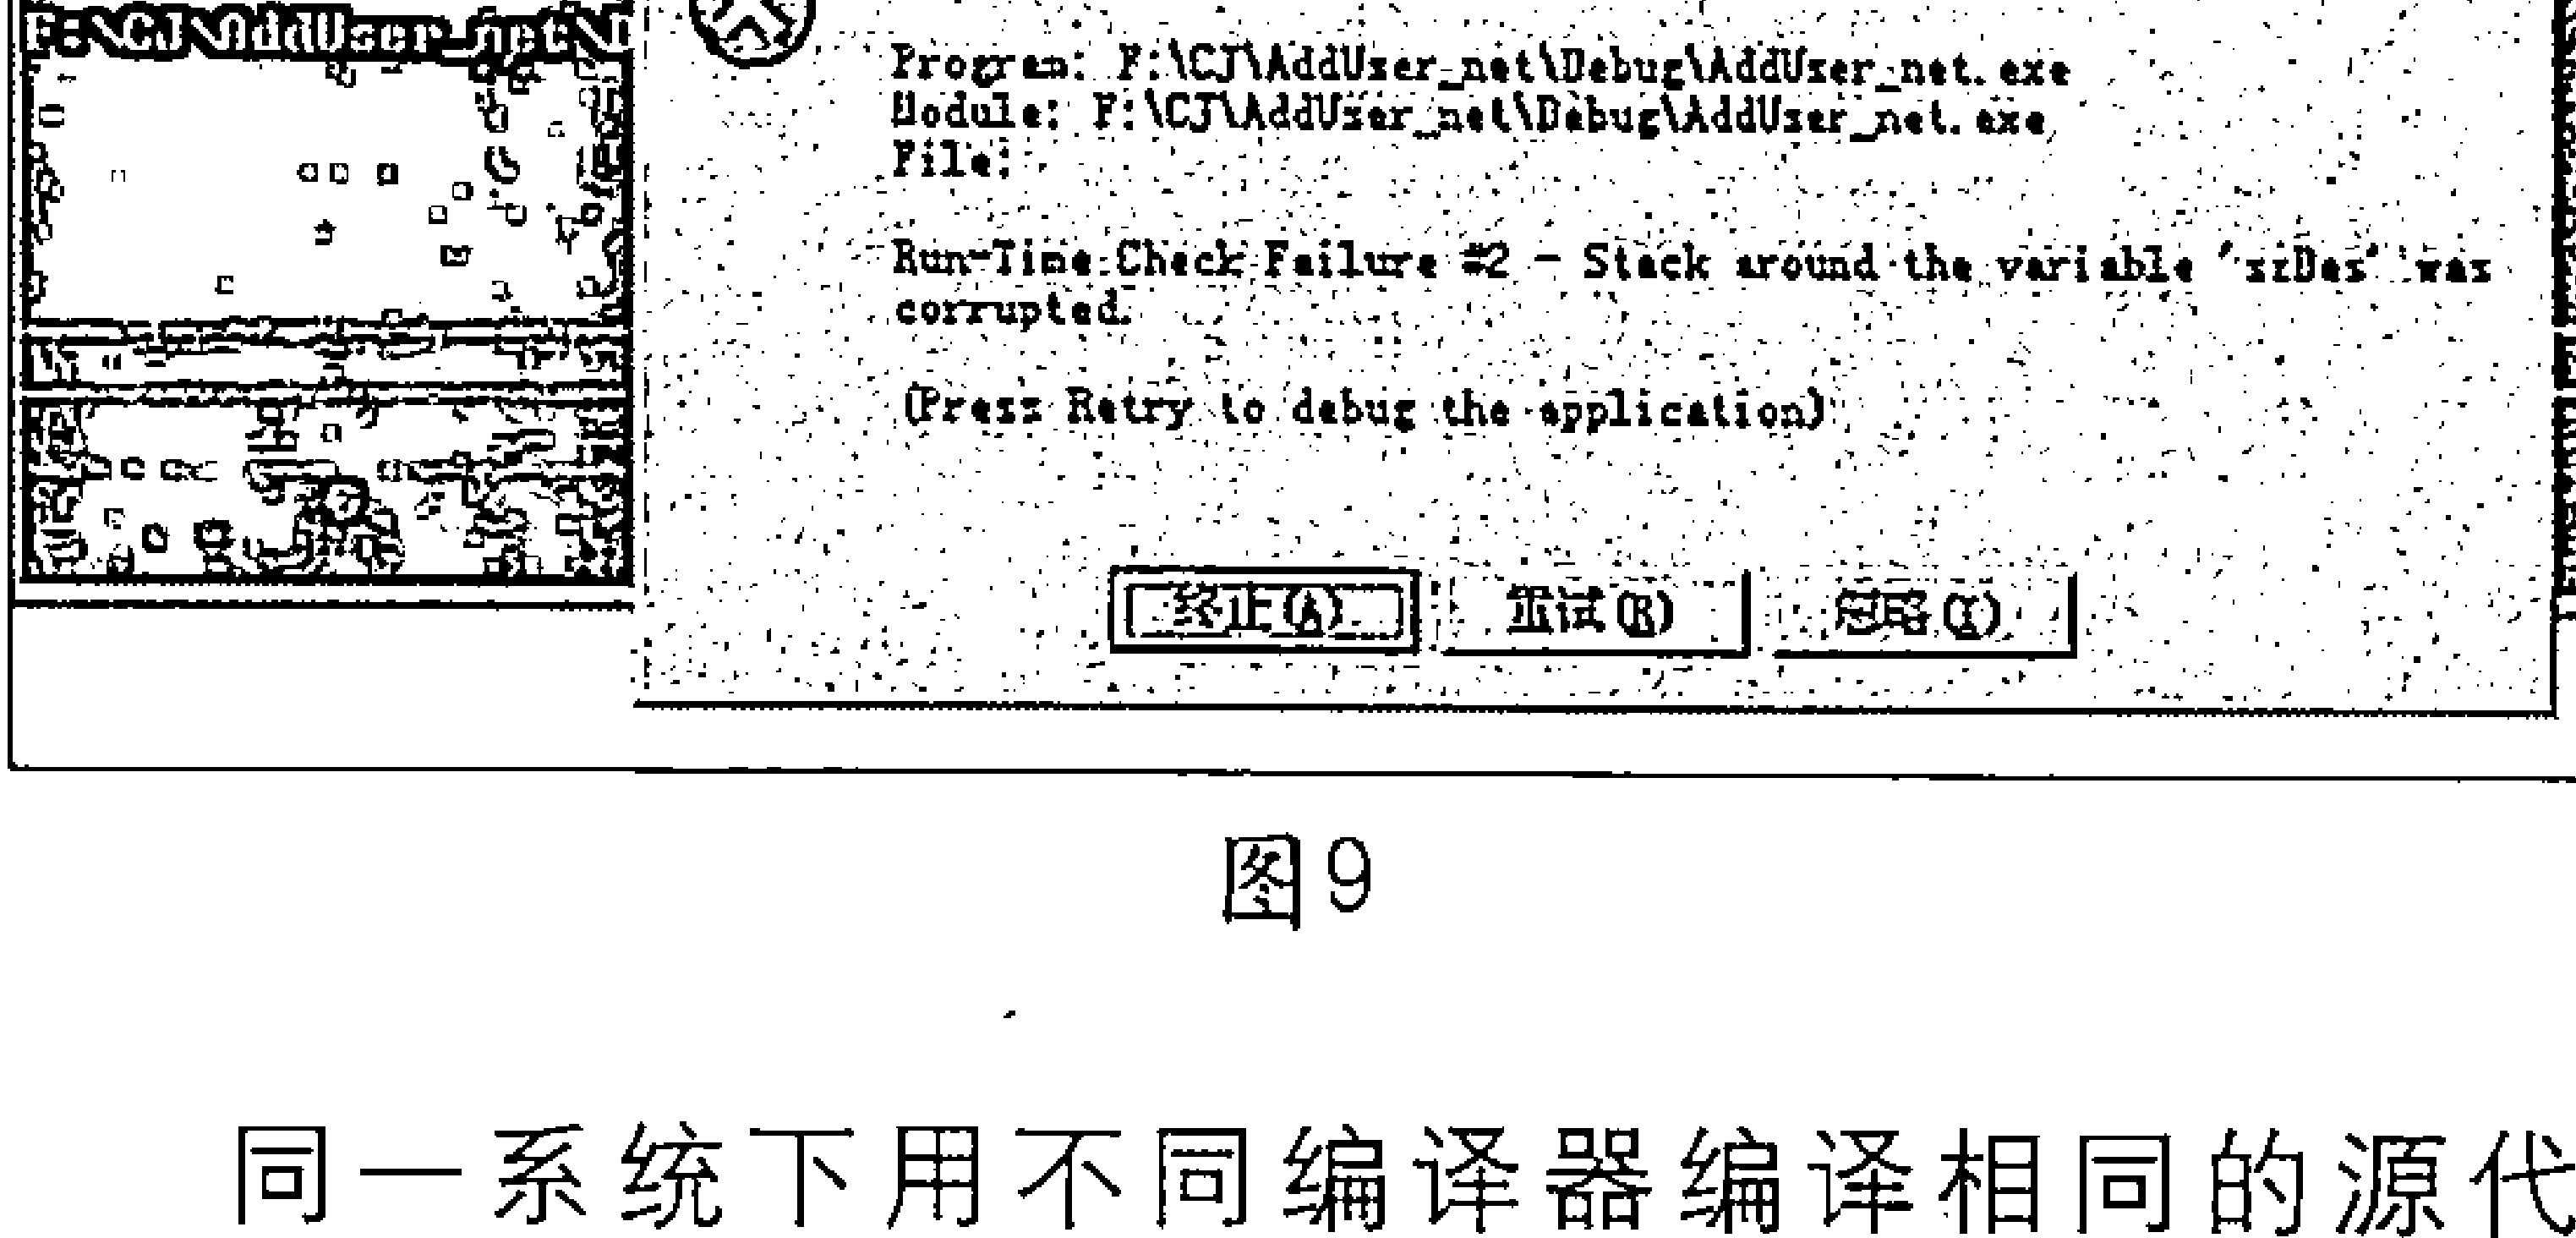 F:\CJ\AddUser_net\
Program: F:\CJ\AddUser_net\Debug\AddUser_net.exe
Module: F:\CJ\AddUser_net\Debug\AddUser_net.exe
File:
Run-Time Check Failure #2 - Stack around the variable 'szDes' was
corrupted.
(Press Retry to debug the application)
终止(A) 重试(R) 忽略(I)
图9
同一系统下用不同编译器编译相同的源代